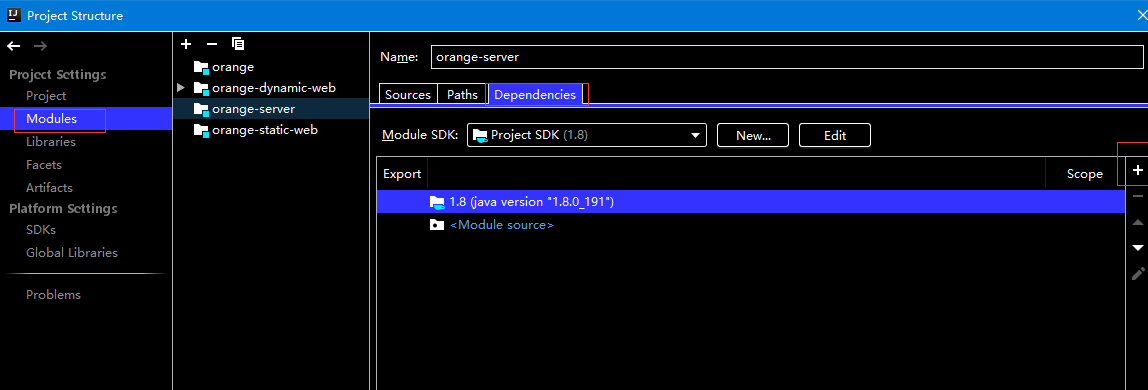 Project Structure
Project Settings
Project
Modules
Libraries
Facets
Artifacts
Platform Settings
SDKs
Global Libraries
Problems
orange
orange-dynamic-web
orange-server
orange-static-web
Name: orange-server
Sources Paths Dependencies
Module SDK: Project SDK (1.8) New... Edit
Export Scope
1.8 (java version "1.8.0_191")
<Module source>